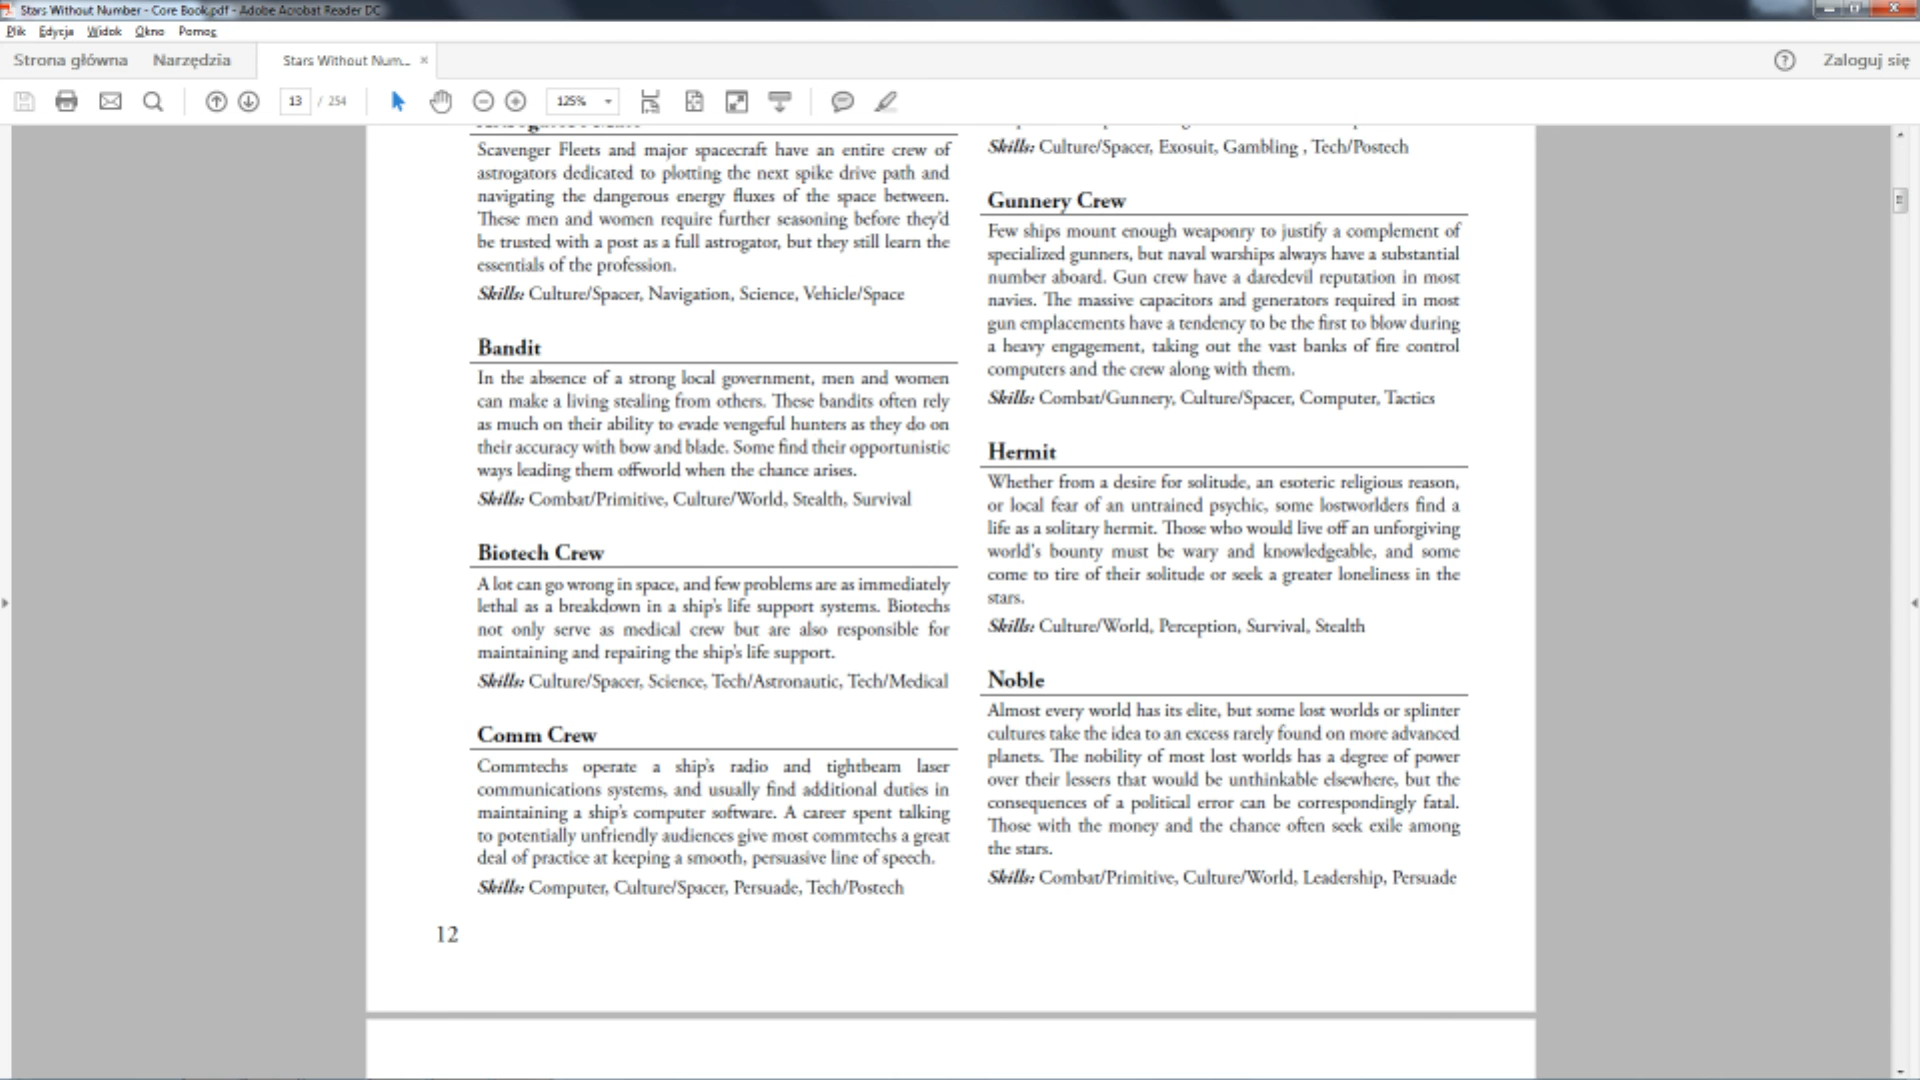 Stars Without Number - Core Book.pdf - Adobe Acrobat Reader DC
Plik Edycja Widok Okno Pomoc
Strona główna Narzędzia Stars Without Num... × Zaloguj się
13 / 254 125%
Scavenger Fleets and major spacecraft have an entire crew of
astrogators dedicated to plotting the next spike drive path and
navigating the dangerous energy fluxes of the space between.
These men and women require further seasoning before they'd
be trusted with a post as a full astrogator, but they still learn the
essentials of the profession.
Skills: Culture/Spacer, Navigation, Science, Vehicle/Space
Bandit
In the absence of a strong local government, men and women
can make a living stealing from others. These bandits often rely
as much on their ability to evade vengeful hunters as they do on
their accuracy with bow and blade. Some find their opportunistic
ways leading them offworld when the chance arises.
Skills: Combat/Primitive, Culture/World, Stealth, Survival
Biotech Crew
A lot can go wrong in space, and few problems are as immediately
lethal as a breakdown in a ship's life support systems. Biotechs
not only serve as medical crew but are also responsible for
maintaining and repairing the ship's life support.
Skills: Culture/Spacer, Science, Tech/Astronautic, Tech/Medical
Comm Crew
Commtechs operate a ship's radio and tightbeam laser
communications systems, and usually find additional duties in
maintaining a ship's computer software. A career spent talking
to potentially unfriendly audiences give most commtechs a great
deal of practice at keeping a smooth, persuasive line of speech.
Skills: Computer, Culture/Spacer, Persuade, Tech/Postech
12
Skills: Culture/Spacer, Exosuit, Gambling , Tech/Postech
Gunnery Crew
Few ships mount enough weaponry to justify a complement of
specialized gunners, but naval warships always have a substantial
number aboard. Gun crew have a daredevil reputation in most
navies. The massive capacitors and generators required in most
gun emplacements have a tendency to be the first to blow during
a heavy engagement, taking out the vast banks of fire control
computers and the crew along with them.
Skills: Combat/Gunnery, Culture/Spacer, Computer, Tactics
Hermit
Whether from a desire for solitude, an esoteric religious reason,
or local fear of an untrained psychic, some lostworlders find a
life as a solitary hermit. Those who would live off an unforgiving
world's bounty must be wary and knowledgeable, and some
come to tire of their solitude or seek a greater loneliness in the
stars.
Skills: Culture/World, Perception, Survival, Stealth
Noble
Almost every world has its elite, but some lost worlds or splinter
cultures take the idea to an excess rarely found on more advanced
planets. The nobility of most lost worlds has a degree of power
over their lessers that would be unthinkable elsewhere, but the
consequences of a political error can be correspondingly fatal.
Those with the money and the chance often seek exile among
the stars.
Skills: Combat/Primitive, Culture/World, Leadership, Persuade